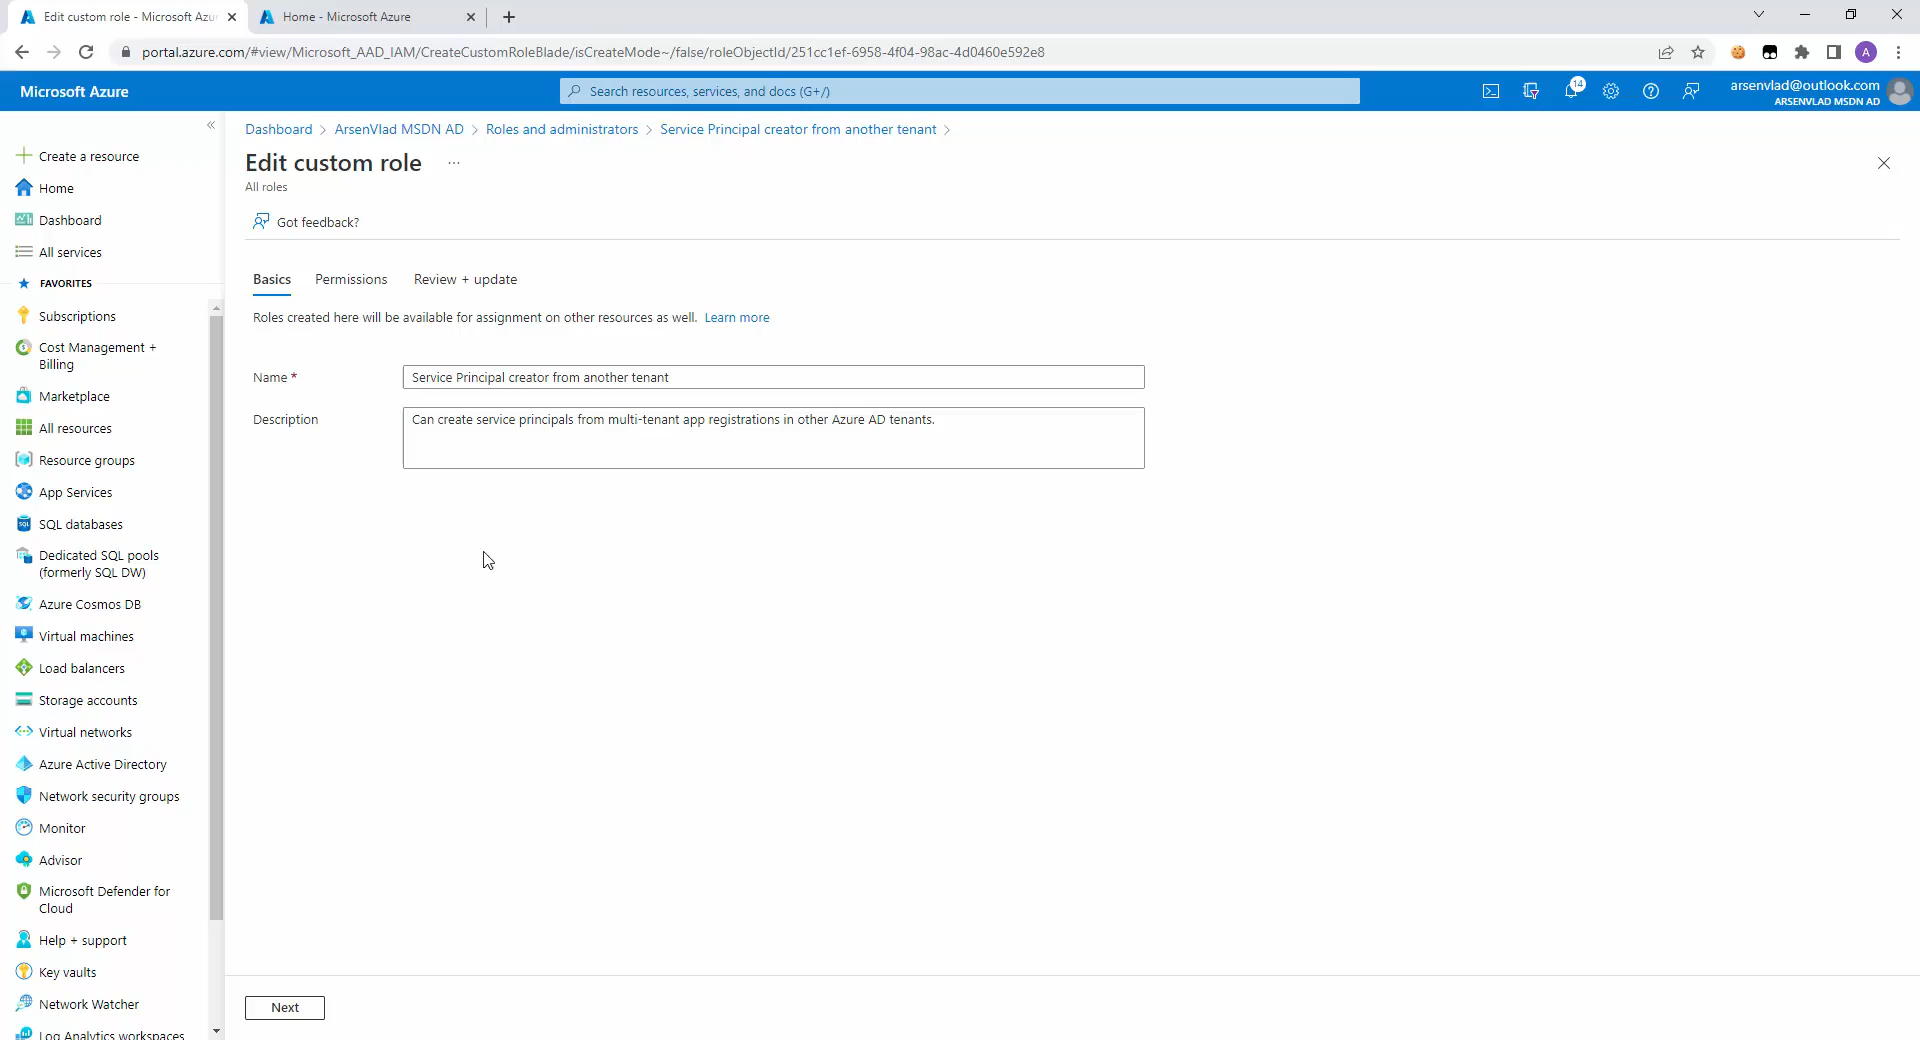 Edit custom role - Microsoft Azu
Home - Microsoft Azure
portal.azure.com/#view/Microsoft_AAD_IAM/CreateCustomRoleBlade/isCreateMode~/false/roleObjectId/251cc1ef-6958-4f04-98ac-4d0460e592e8
A
Microsoft Azure
Search resources, services, and docs (G+/)
14
arsenvlad@outlook.com
ARSENVLAD MSDN AD
Create a resource
Home
Dashboard
All services
FAVORITES
Subscriptions
Cost Management +
Billing
Marketplace
All resources
Resource groups
App Services
SQL databases
Dedicated SQL pools
(formerly SQL DW)
Azure Cosmos DB
Virtual machines
Load balancers
Storage accounts
Virtual networks
Azure Active Directory
Network security groups
Monitor
Advisor
Microsoft Defender for
Cloud
Help + support
Key vaults
Network Watcher
Log Analytics workspaces
Dashboard > ArsenVlad MSDN AD > Roles and administrators > Service Principal creator from another tenant >
Edit custom role ...
All roles
Got feedback?
Basics Permissions Review + update
Roles created here will be available for assignment on other resources as well. Learn more
Name * Service Principal creator from another tenant
Description Can create service principals from multi-tenant app registrations in other Azure AD tenants.
Next